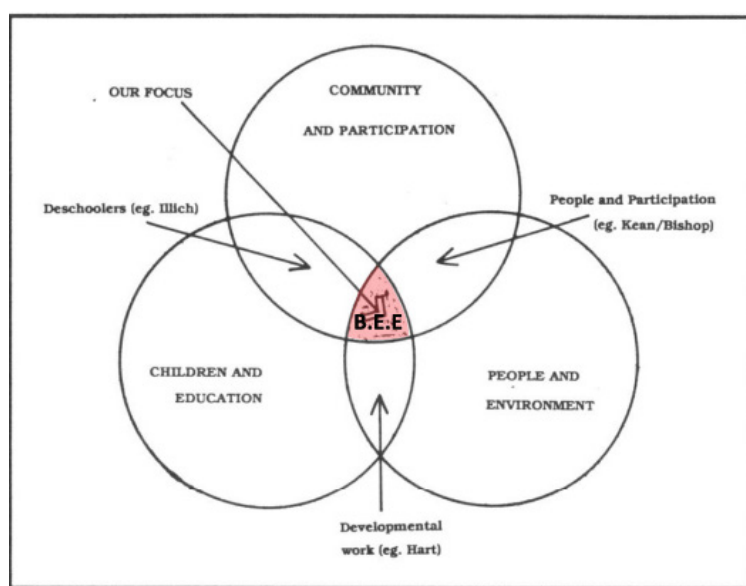 OUR FOCUS
COMMUNITY
AND PARTICIPATION
Deschoolers (eg. Illich)
People and Participation
(eg. Kean/Bishop)
B.E.E
CHILDREN AND
EDUCATION
PEOPLE AND
ENVIRONMENT
Developmental
work (eg. Hart)